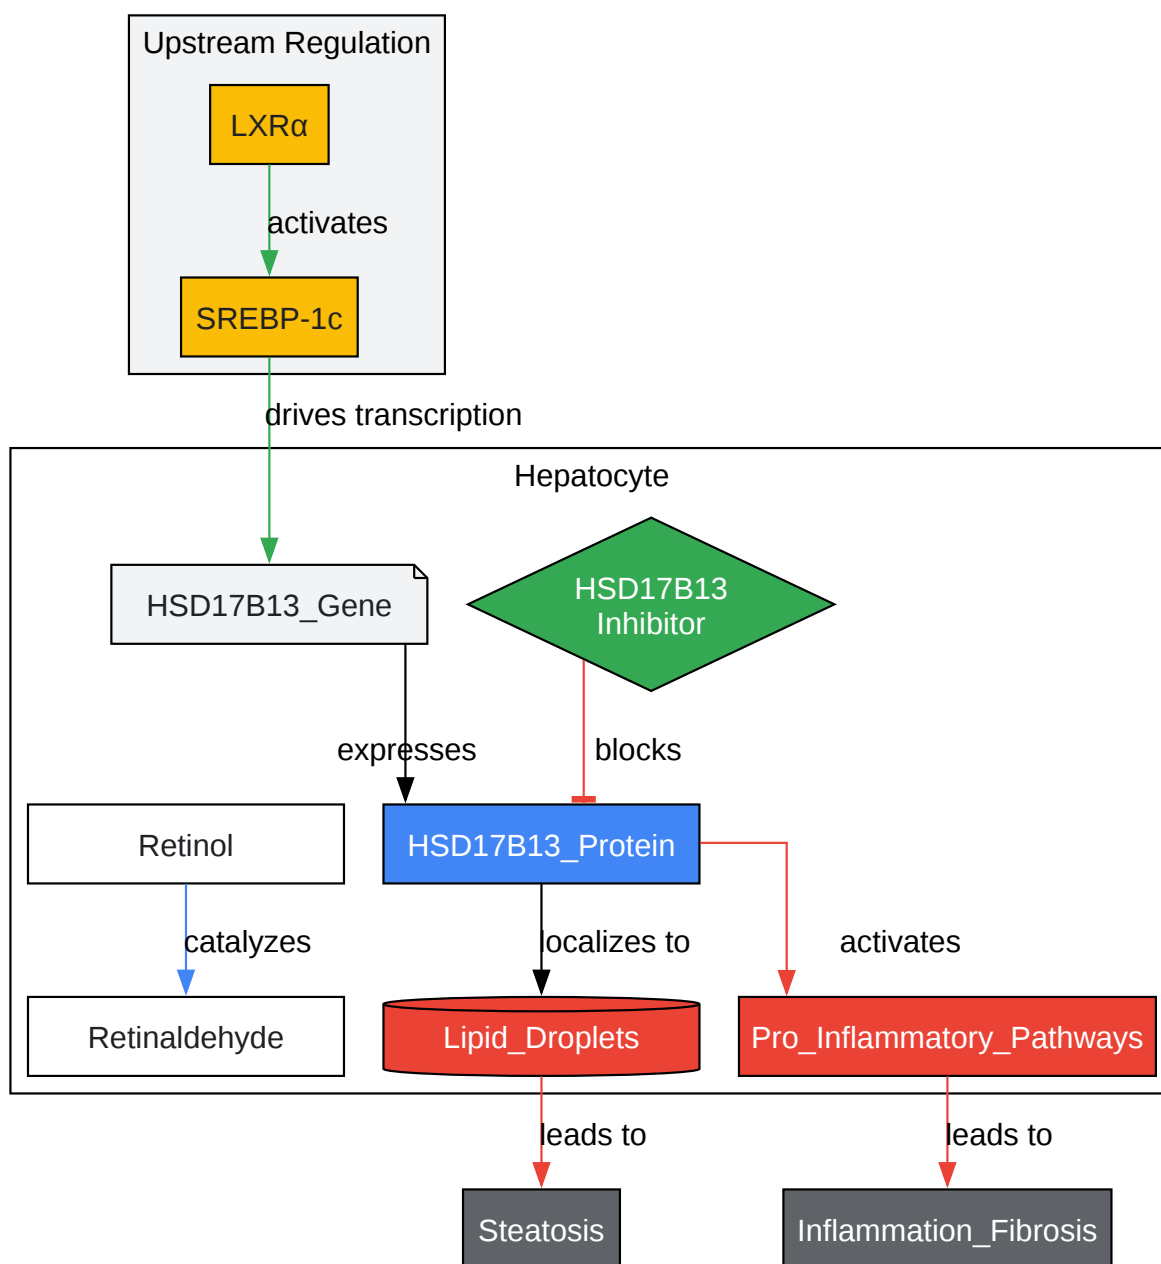 Upstream Regulation
LXRα
activates
SREBP-1c
drives transcription
Hepatocyte
HSD17B13_Gene
HSD17B13
Inhibitor
expresses
blocks
Retinol
HSD17B13_Protein
catalyzes
localizes to
activates
Retinaldehyde
Lipid_Droplets
Pro_Inflammatory_Pathways
leads to
leads to
Steatosis
Inflammation_Fibrosis